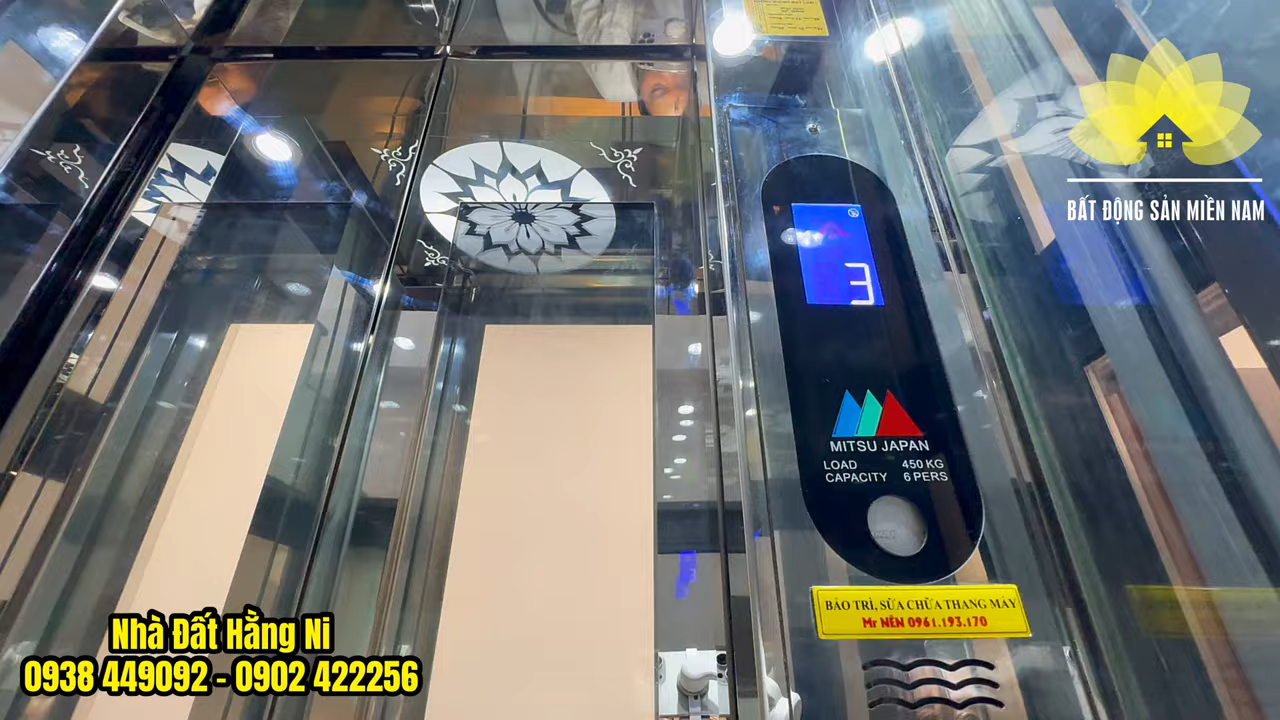 BẤT ĐỘNG SẢN MIỀN NAM
3
MITSU JAPAN
LOAD 450 KG
CAPACITY 6 PERS
BẢO TRÌ, SỬA CHỮA THANG MÁY
Mr NÊN 0961.193.170
Nhà Đất Hằng Ni
0938 449092 - 0902 422256